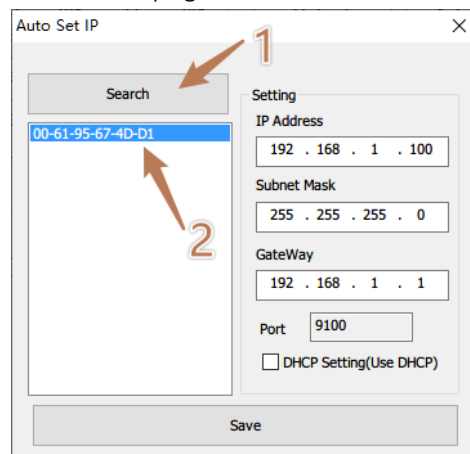 Auto Set IP
1
Search
00-61-95-67-4D-D1
2
Setting
IP Address
192 . 168 . 1 . 100
Subnet Mask
255 . 255 . 255 . 0
GateWay
192 . 168 . 1 . 1
Port 9100
DHCP Setting(Use DHCP)
Save